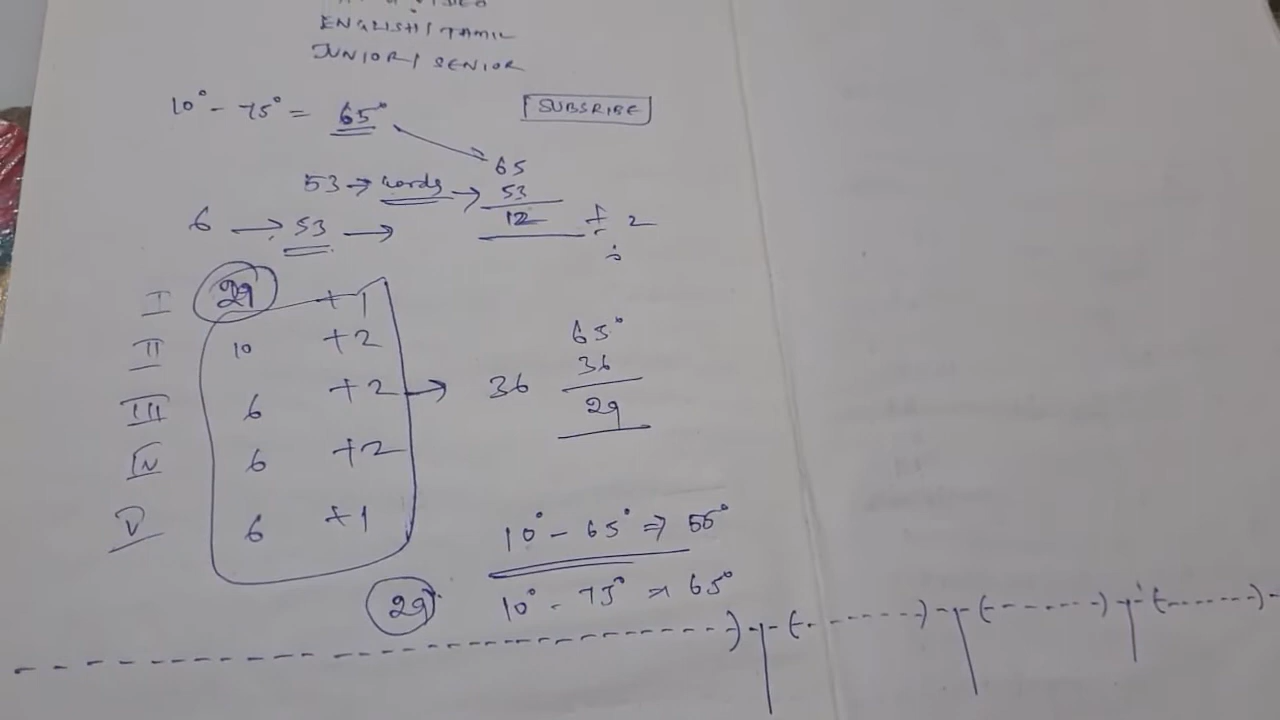 ENGLISH / TAMIL
JUNIOR / SENIOR
10° - 75° = 65°
SUBSRIBE
65
53 → words → 53
6 → 53 → 12 + 2
I 29 + 1
II 10 + 2
65°
III 6 + 2 → 36 36
29
IV 6 + 2
V 6 + 1
10° - 65° ⇒ 55°
29
10° - 75° ⇒ 65°